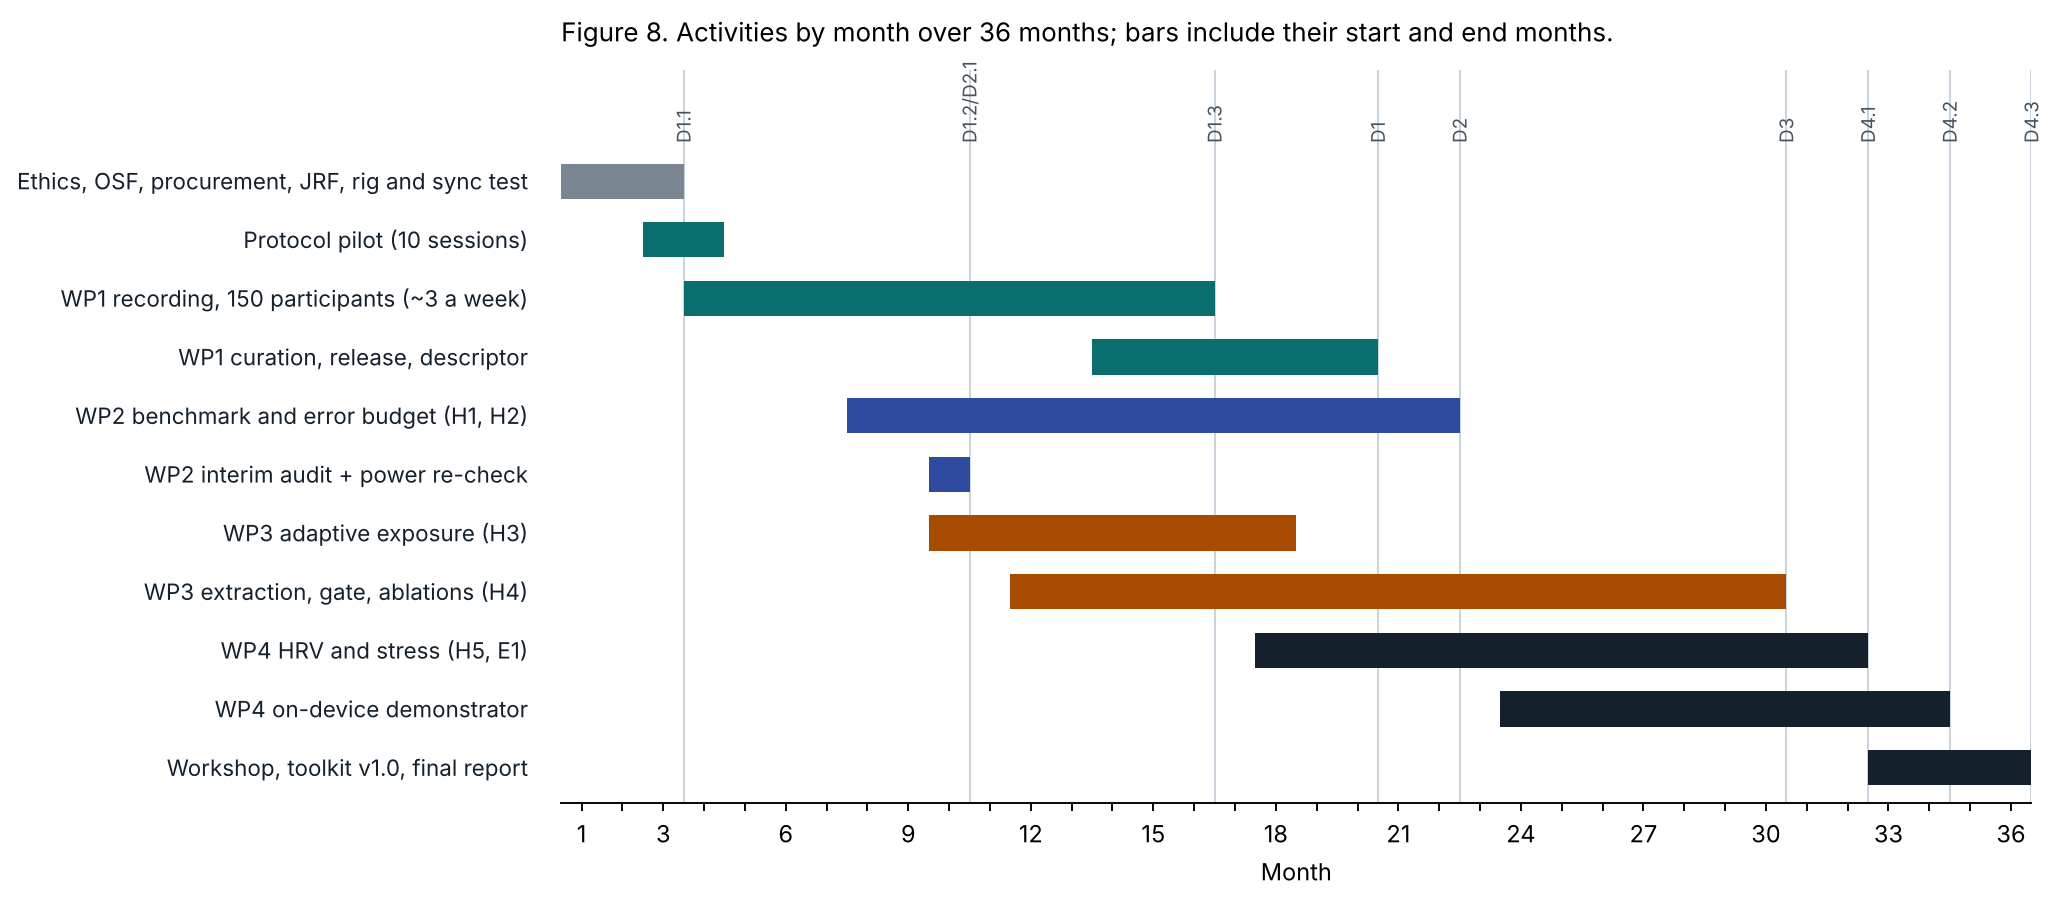 Figure 8. Activities by month over 36 months; bars include their start and end months.
D1.1
D1.2/D2.1
D1.3
D1
D2
D3
D4.1
D4.2
D4.3
Ethics, OSF, procurement, JRF, rig and sync test
Protocol pilot (10 sessions)
WP1 recording, 150 participants (~3 a week)
WP1 curation, release, descriptor
WP2 benchmark and error budget (H1, H2)
WP2 interim audit + power re-check
WP3 adaptive exposure (H3)
WP3 extraction, gate, ablations (H4)
WP4 HRV and stress (H5, E1)
WP4 on-device demonstrator
Workshop, toolkit v1.0, final report
1 3 6 9 12 15 18 21 24 27 30 33 36
Month